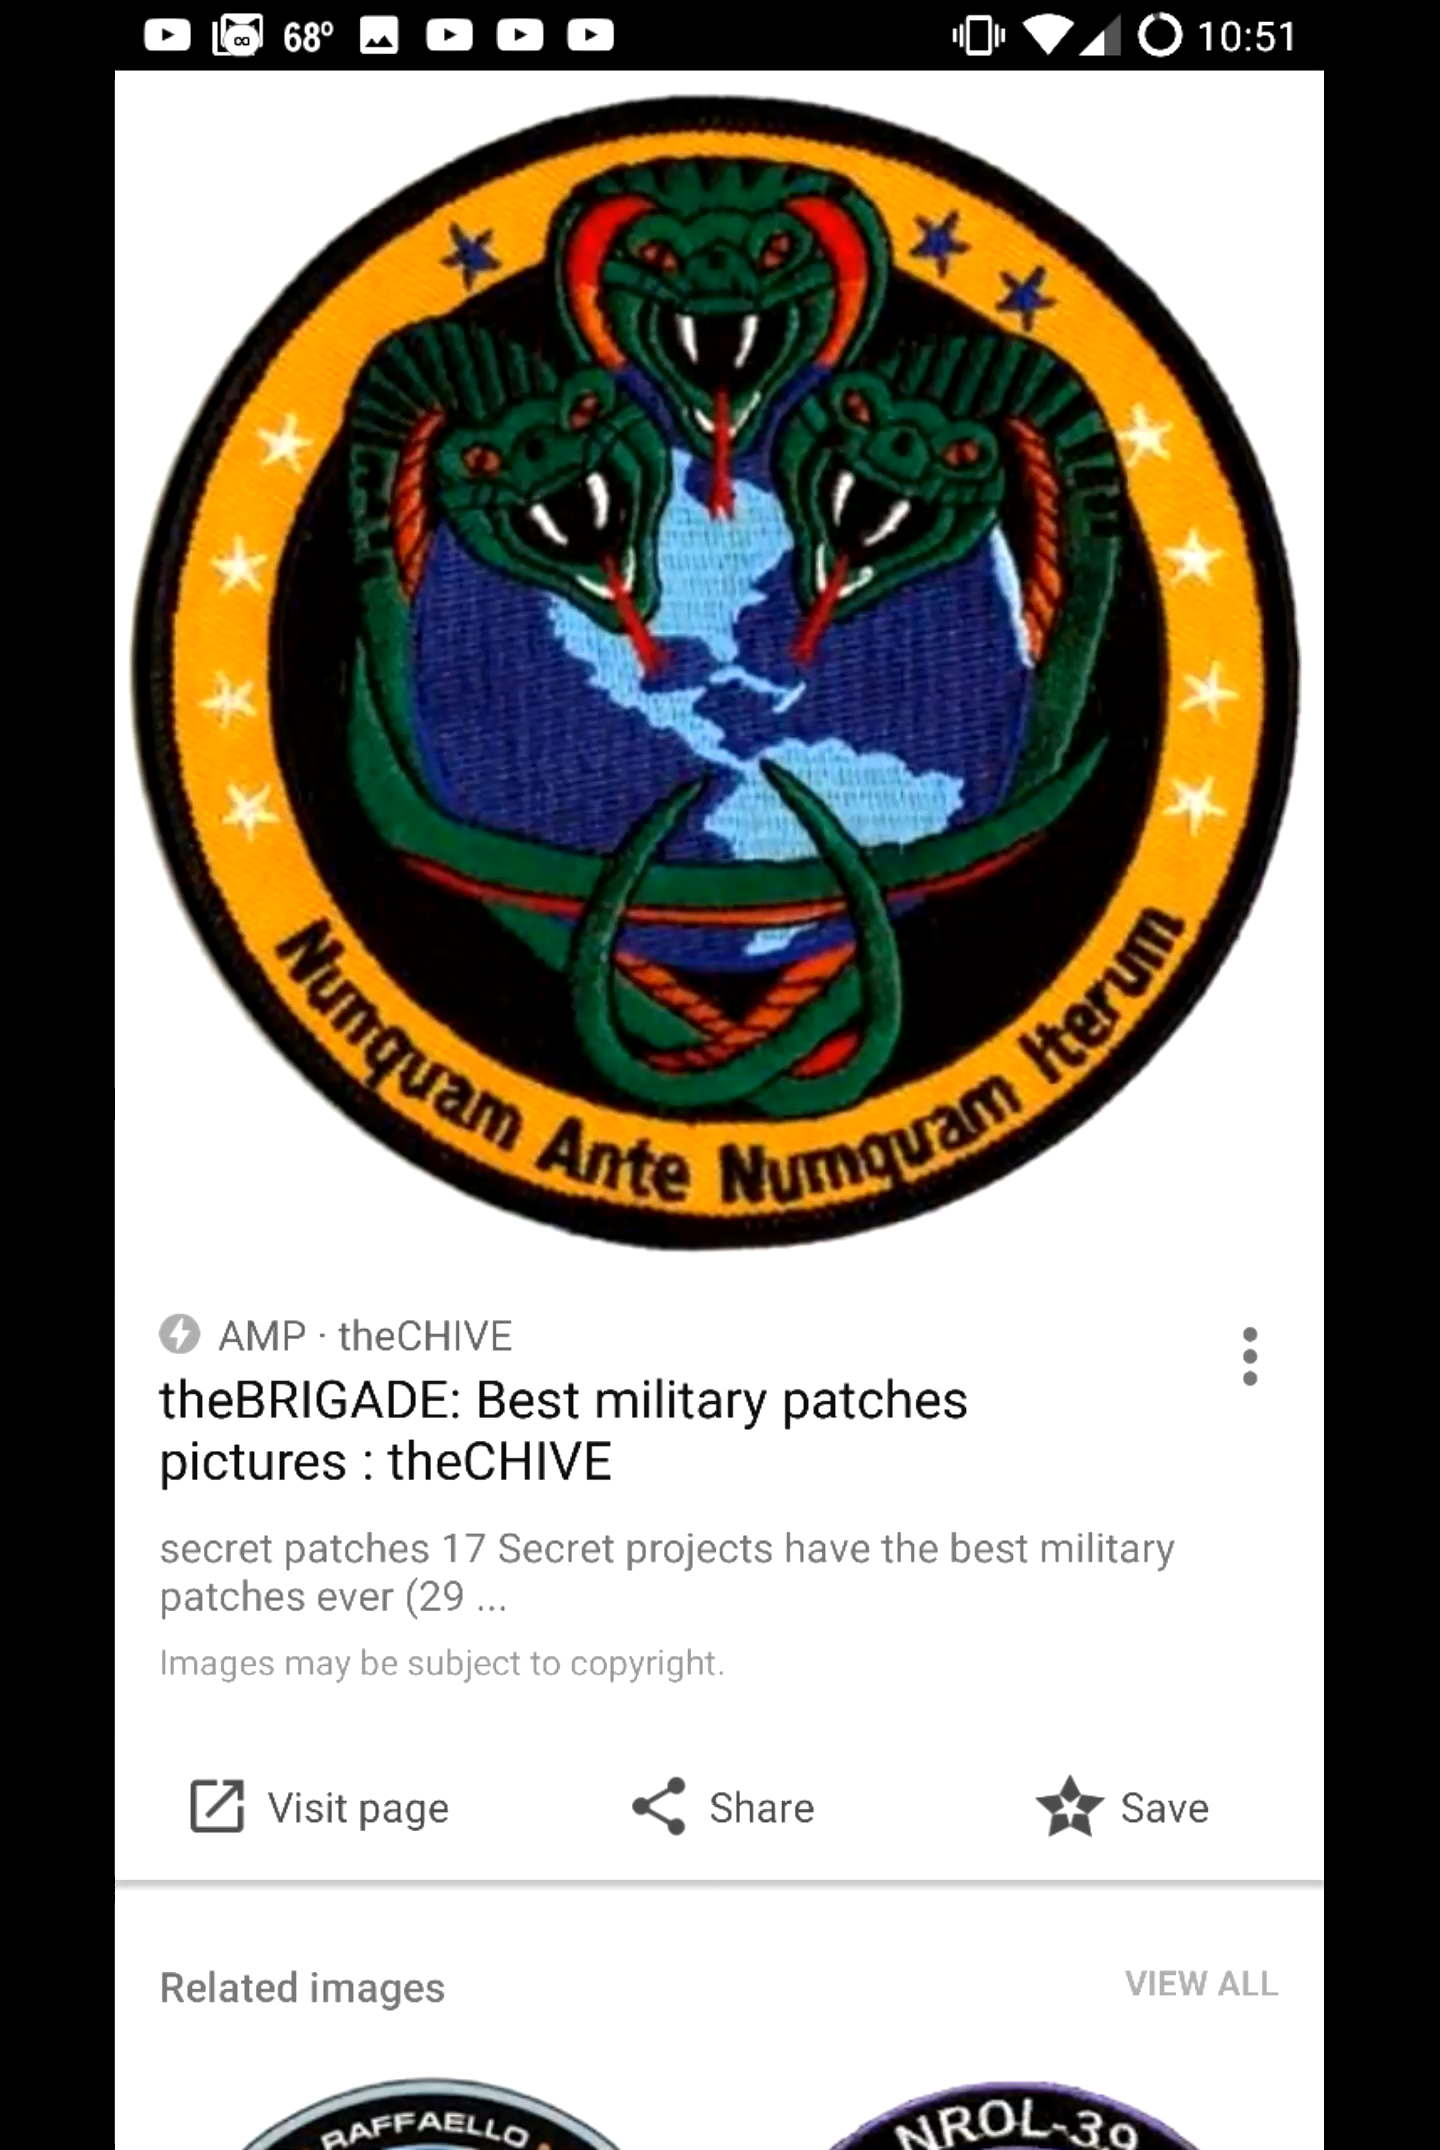 68° 10:51
Numquam Ante Numquam Iterum
AMP · theCHIVE
theBRIGADE: Best military patches
pictures : theCHIVE
secret patches 17 Secret projects have the best military
patches ever (29 ...
Images may be subject to copyright.
Visit page Share Save
Related images VIEW ALL
RAFFAELLO NROL-39